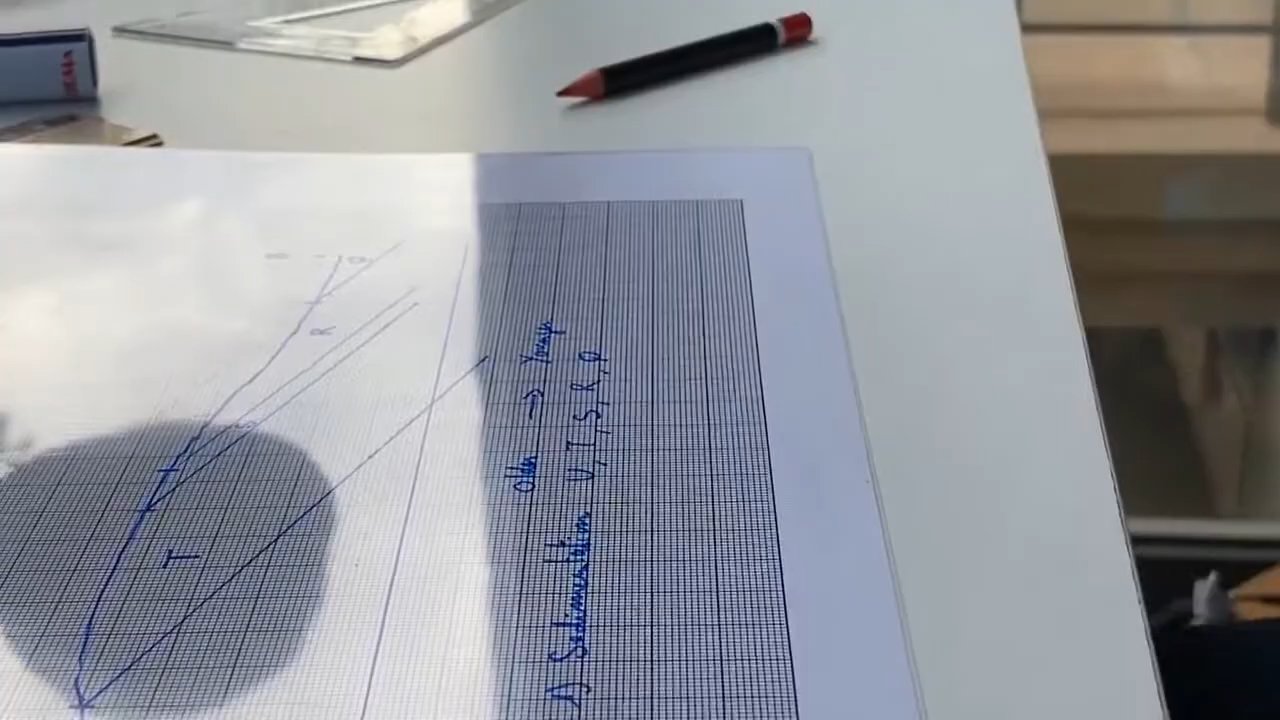 older → Younger
1) Sedimentation U, T, S, R, Q
R
S
T